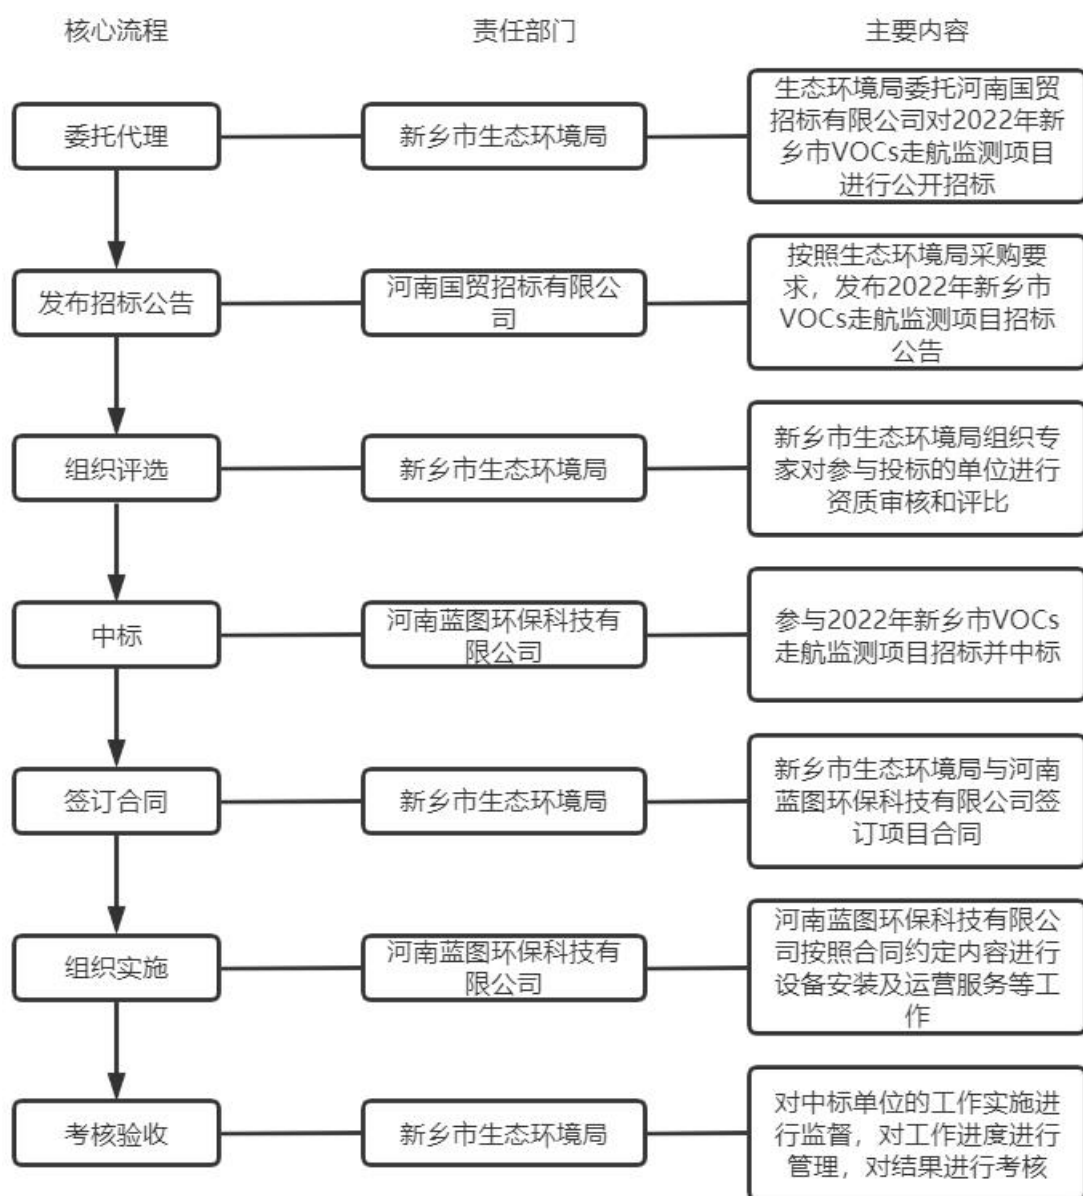 核心流程
责任部门
主要内容
委托代理
新乡市生态环境局
生态环境局委托河南国贸
招标有限公司对2022年新
乡市VOCs走航监测项目
进行公开招标
发布招标公告
河南国贸招标有限公
司
按照生态环境局采购要
求，发布2022年新乡市
VOCs走航监测项目招标
公告
组织评选
新乡市生态环境局
新乡市生态环境局组织专
家对参与投标的单位进行
资质审核和评比
中标
河南蓝图环保科技有
限公司
参与2022年新乡市VOCs
走航监测项目招标并中标
签订合同
新乡市生态环境局
新乡市生态环境局与河南
蓝图环保科技有限公司签
订项目合同
组织实施
河南蓝图环保科技有
限公司
河南蓝图环保科技有限公
司按照合同约定内容进行
设备安装及运营服务等工
作
考核验收
新乡市生态环境局
对中标单位的工作实施进
行监督，对工作进度进行
管理，对结果进行考核